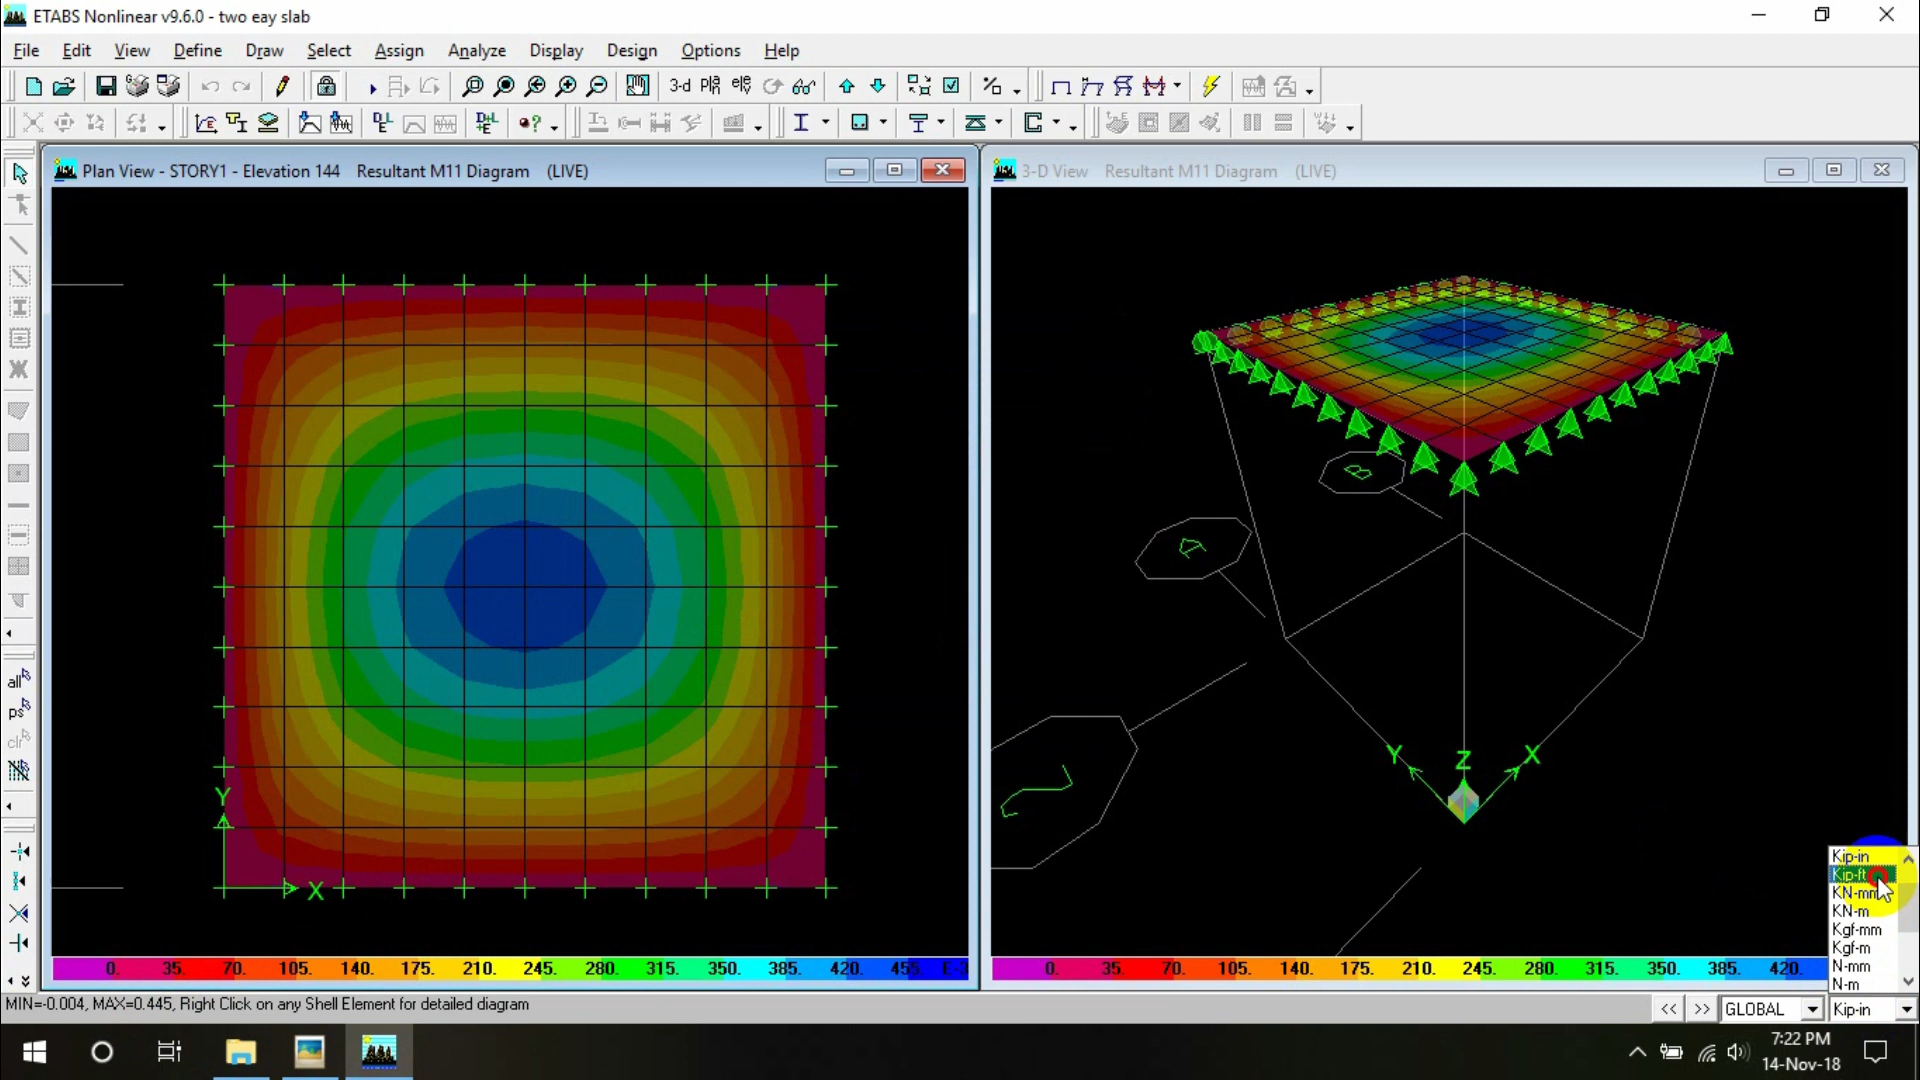 ETABS Nonlinear v9.6.0 - two eay slab
File Edit View Define Draw Select Assign Analyze Display Design Options Help
3-d
Plan View - STORY1 - Elevation 144 Resultant M11 Diagram (LIVE)
3-D View Resultant M11 Diagram (LIVE)
all
ps
clr
Y
X
B
A
Y Z X
0. 35. 70. 105. 140. 175. 210. 245. 280. 315. 350. 385. 420. 455. E-3
0. 35. 70. 105. 140. 175. 210. 245. 280. 315. 350. 385. 420.
Kip-in
Kip-ft
KN-mm
KN-m
Kgf-mm
Kgf-m
N-mm
N-m
MIN=-0.004, MAX=0.445, Right Click on any Shell Element for detailed diagram
<< >> GLOBAL Kip-in
7:22 PM
14-Nov-18